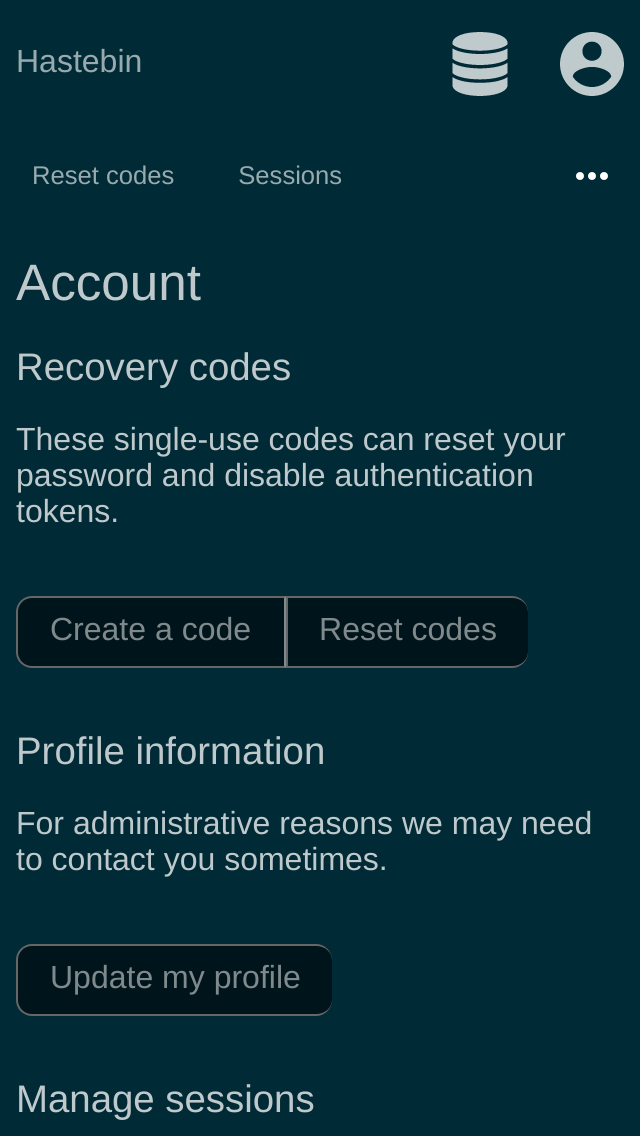 Hastebin
Reset codes Sessions
Account
Recovery codes
These single-use codes can reset your
password and disable authentication
tokens.
Create a code Reset codes
Profile information
For administrative reasons we may need
to contact you sometimes.
Update my profile
Manage sessions